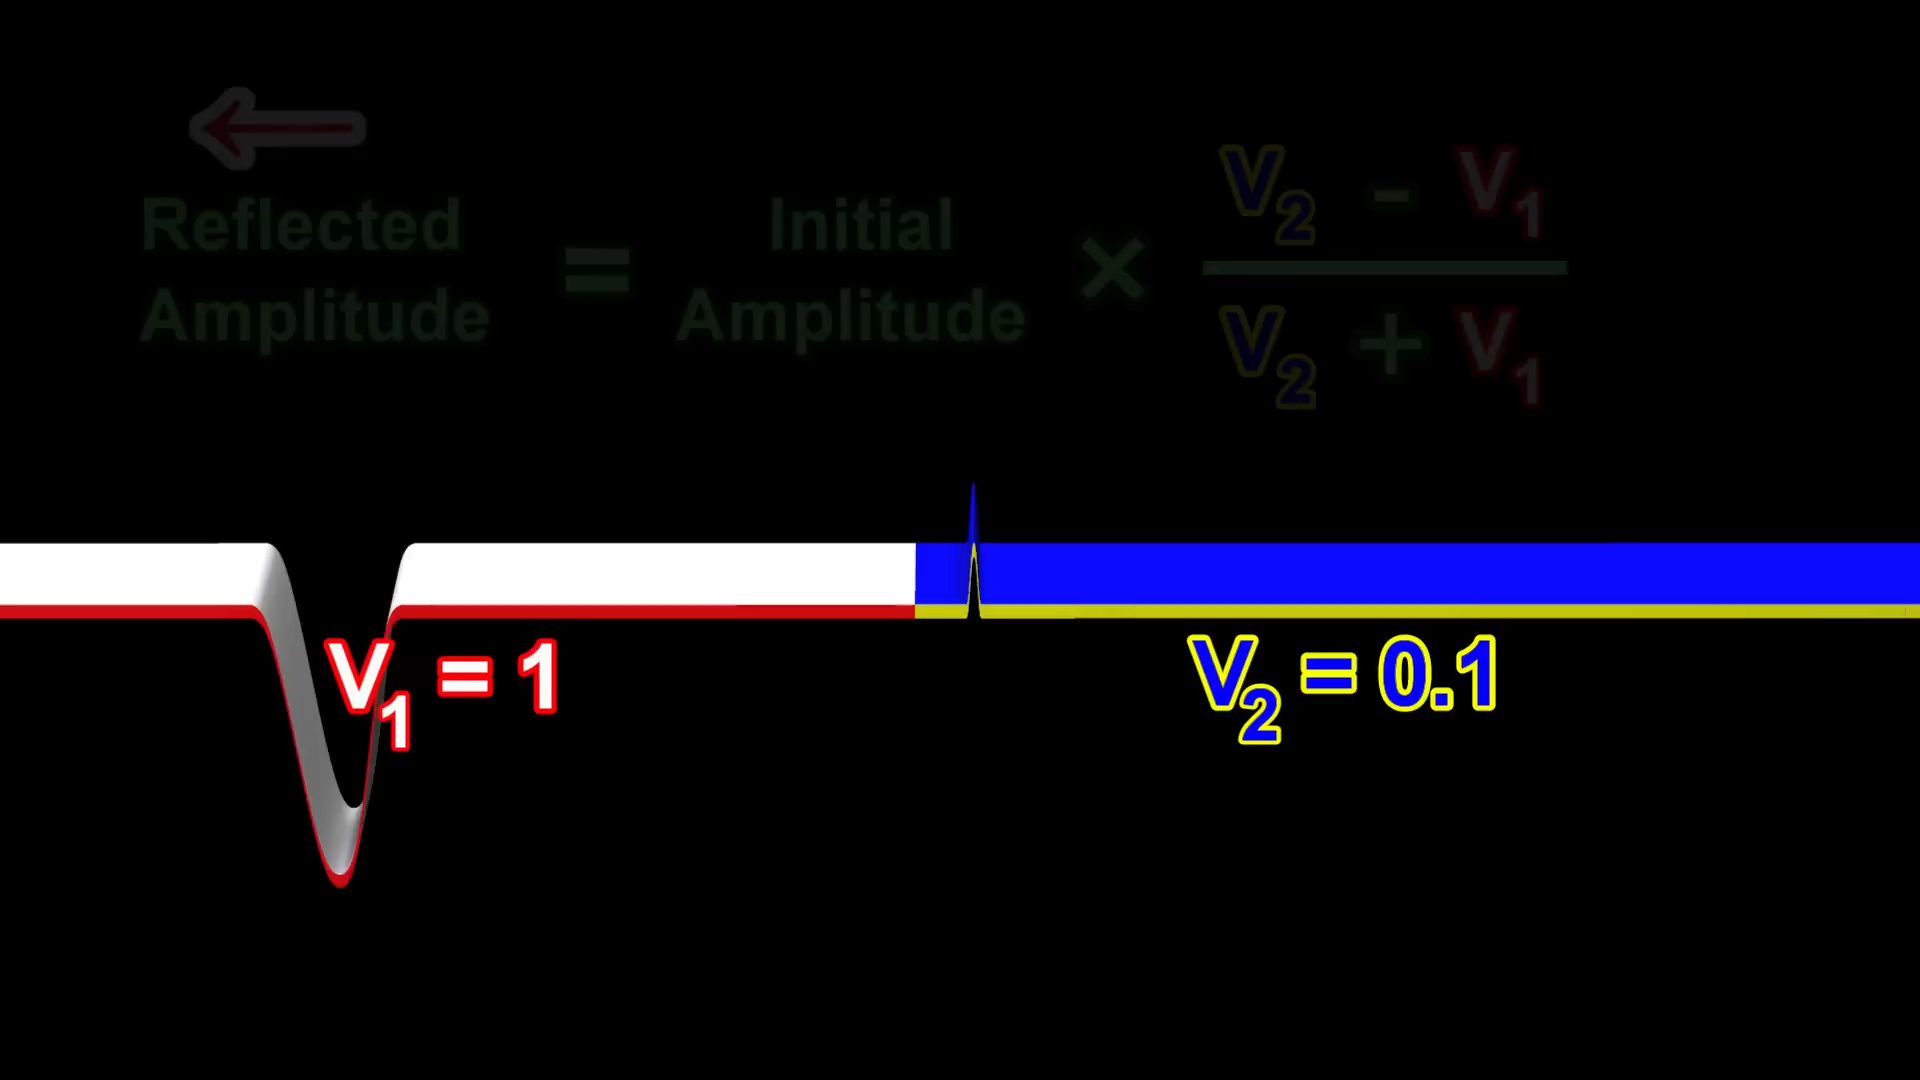 V2 - V1
Reflected Initial
= ×
Amplitude Amplitude
V2 + V1
V1 = 1
V2 = 0.1